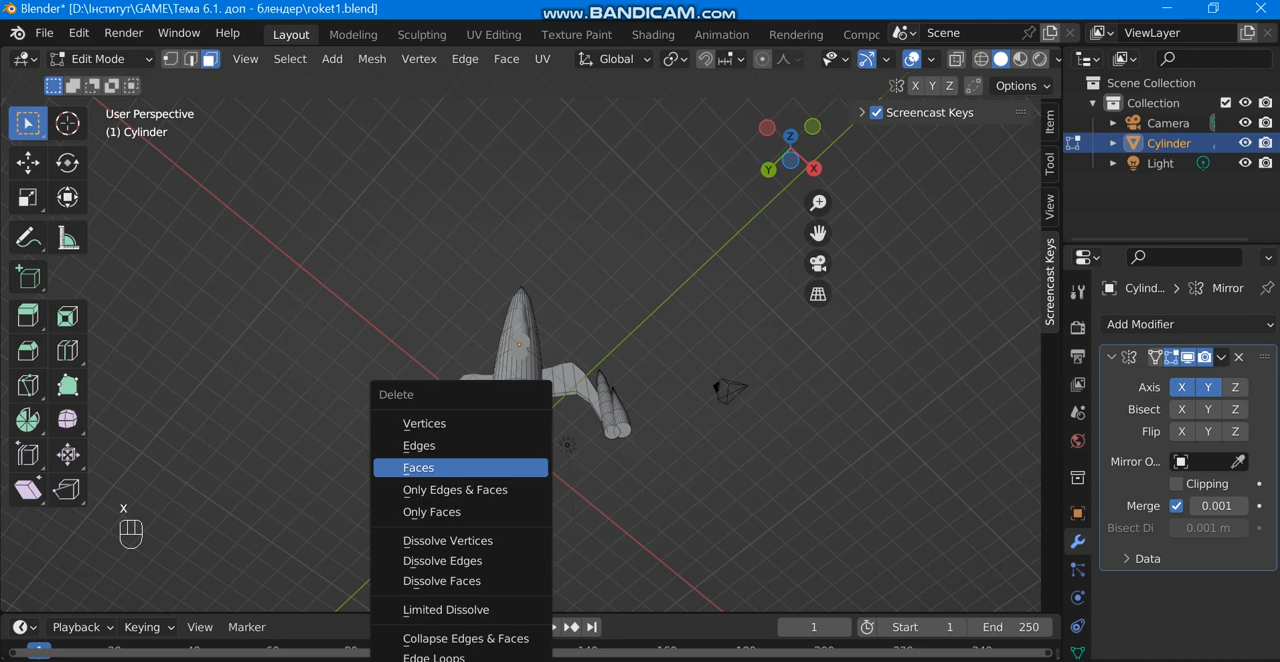 Blender* [D:\Інститут\GAME\Тема 6.1. доп - блендер\roket1.blend]
www.BANDICAM.com
File Edit Render Window Help
Layout Modeling Sculpting UV Editing Texture Paint Shading Animation Rendering Compc
Scene
ViewLayer
Edit Mode View Select Add Mesh Vertex Edge Face UV Global
X Y Z Options
User Perspective
(1) Cylinder
Screencast Keys
Z
Y
X
Item
Tool
View
Screencast Keys
Scene Collection
Collection
Camera
Cylinder
Light
Cylind... > Mirror
Add Modifier
Axis X Y Z
Bisect X Y Z
Flip X Y Z
Mirror O...
Clipping
Merge 0.001
Bisect Di 0.001 m
Data
Delete
Vertices
Edges
Faces
Only Edges & Faces
Only Faces
Dissolve Vertices
Dissolve Edges
Dissolve Faces
Limited Dissolve
Collapse Edges & Faces
Edge Loops
X
Playback Keying View Marker
1 Start 1 End 250
1